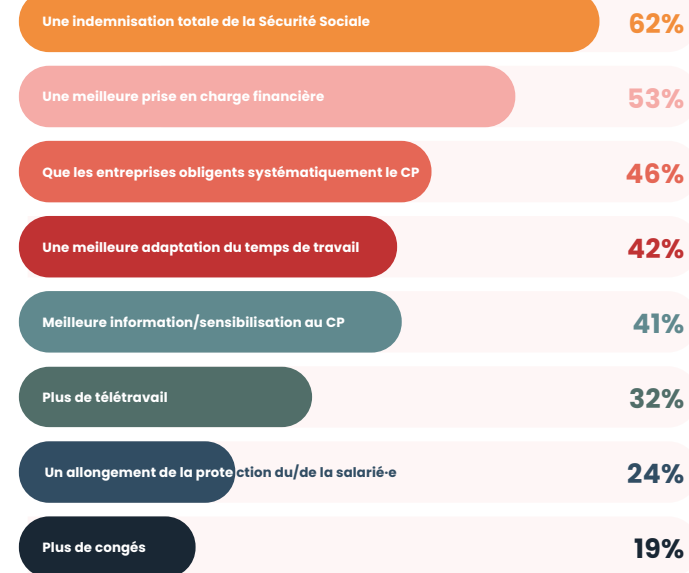 Une indemnisation totale de la Sécurité Sociale 62%
Une meilleure prise en charge financière 53%
Que les entreprises obligents systématiquement le CP 46%
Une meilleure adaptation du temps de travail 42%
Meilleure information/sensibilisation au CP 41%
Plus de télétravail 32%
Un allongement de la protection du/de la salarié·e 24%
Plus de congés 19%